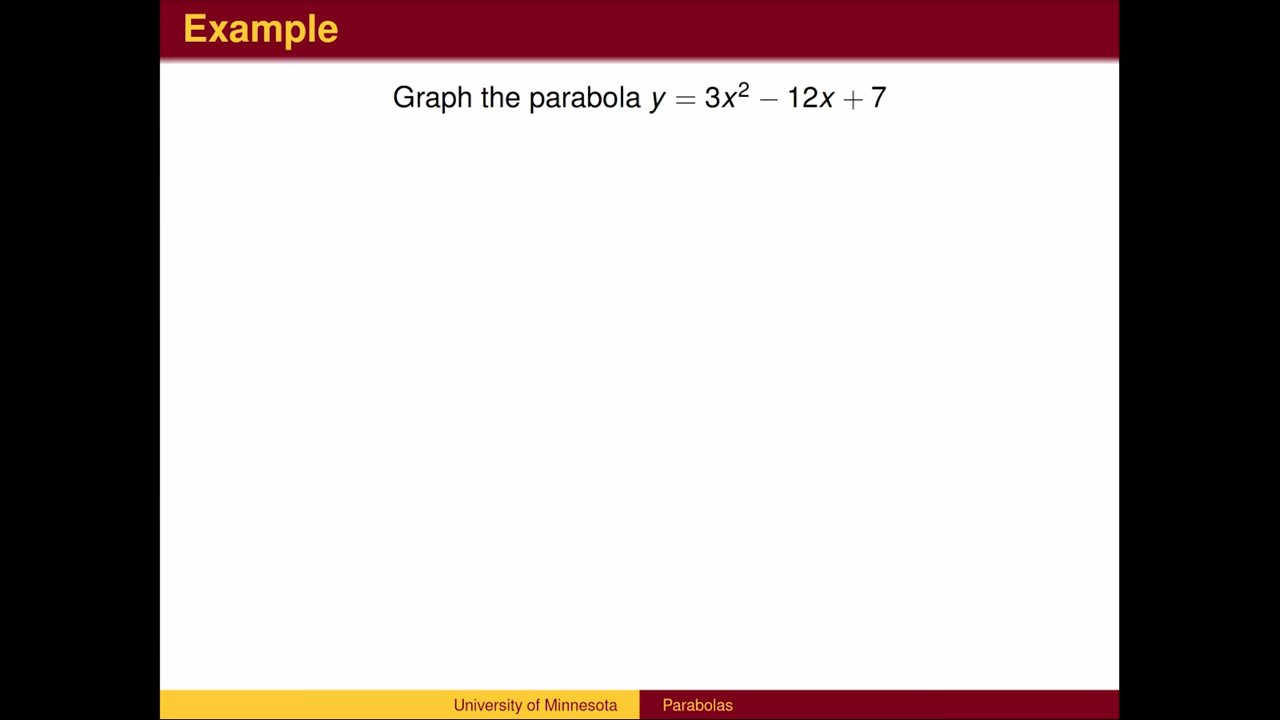 Example
Graph the parabola y = 3x² − 12x + 7
University of Minnesota
Parabolas